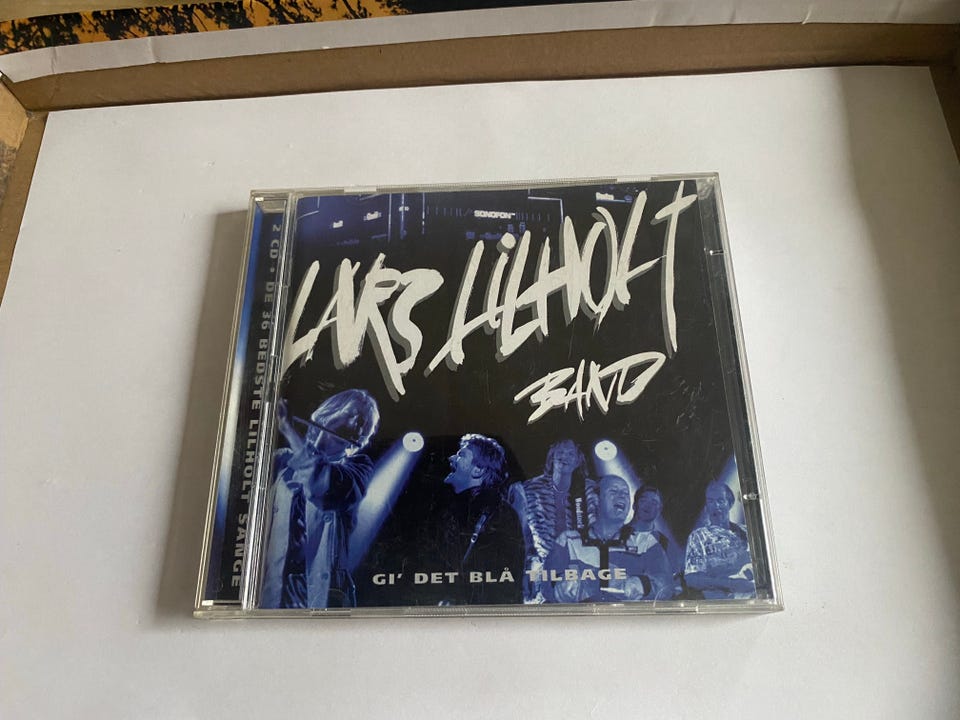 SONOFON
LARS LILHOLT
BAND
GI' DET BLÅ TILBAGE
2 CD • DE 36 BEDSTE LILHOLT SANGE